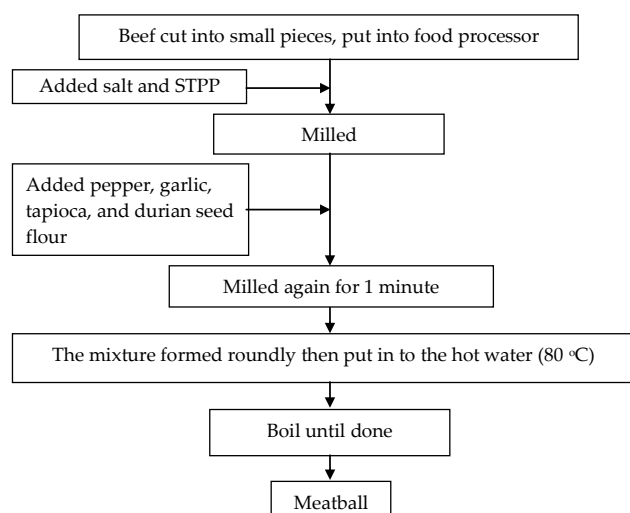 Beef cut into small pieces, put into food processor
Added salt and STPP
Milled
Added pepper, garlic,
tapioca, and durian seed
flour
Milled again for 1 minute
The mixture formed roundly then put in to the hot water (80 ºC)
Boil until done
Meatball